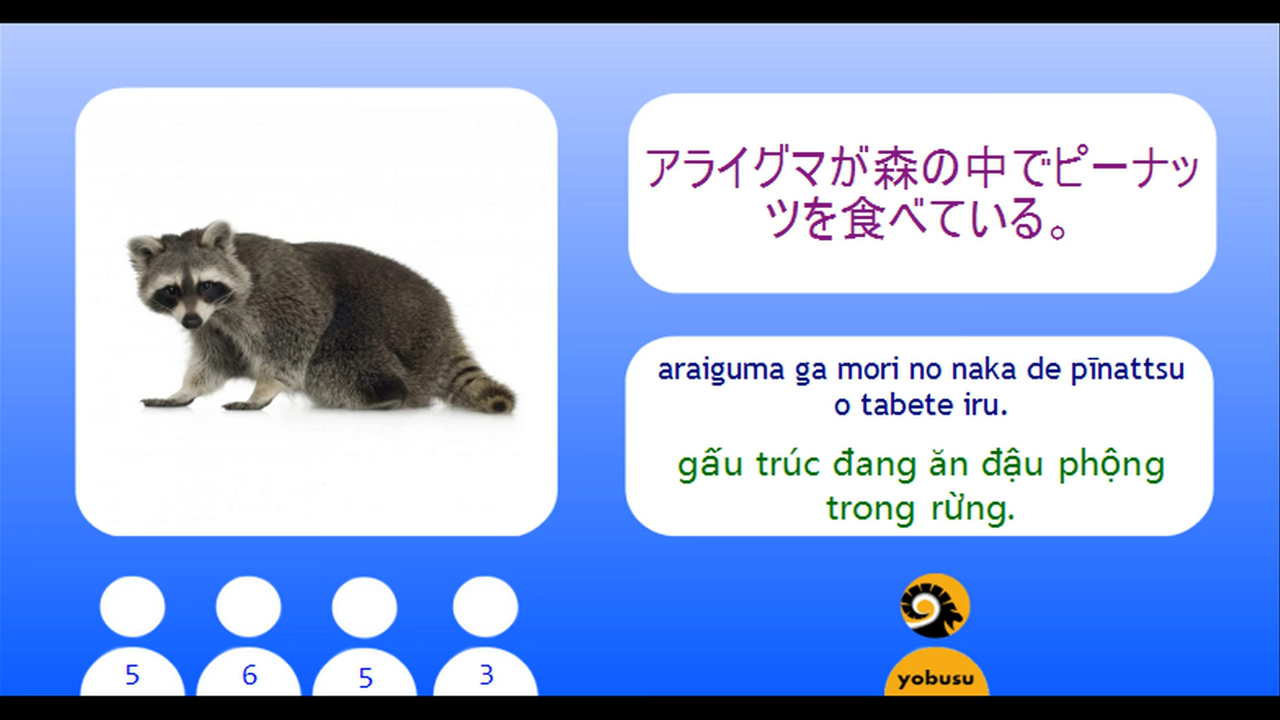 アライグマが森の中でピーナッ
ツを食べている。
araiguma ga mori no naka de pīnattsu
o tabete iru.
gấu trúc đang ăn đậu phộng
trong rừng.
5 6 5 3
yobusu